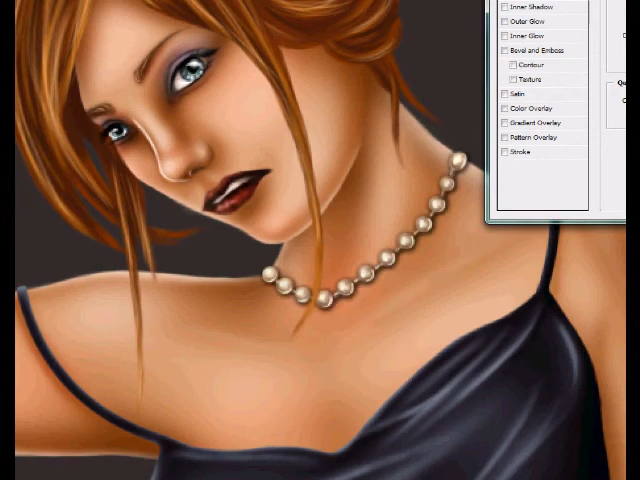 Inner Shadow
Outer Glow
Inner Glow
Bevel and Emboss
Contour
Texture
Satin
Color Overlay
Gradient Overlay
Pattern Overlay
Stroke